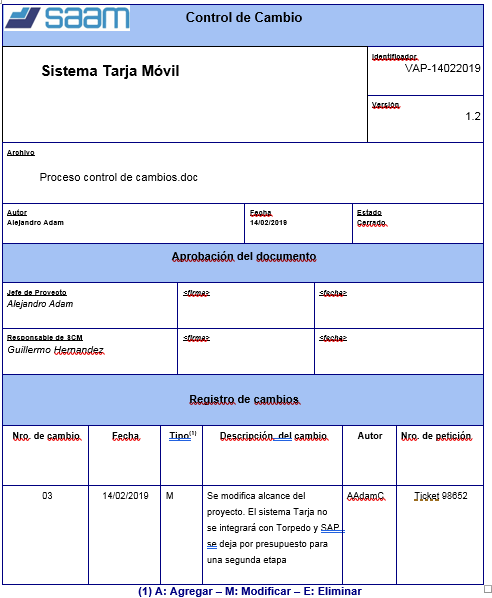 saam
Control de Cambio
Sistema Tarja Móvil
Identificador
VAP-14022019
Versión
1.2
Archivo
Proceso control de cambios.doc
Autor
Alejandro Adam
Fecha
14/02/2019
Estado
Cerrado
Aprobación del documento
Jefe de Proyecto
Alejandro Adam
<firma>
<fecha>
Responsable de SCM
Guillermo Hernandez
<firma>
<fecha>
Registro de cambios
Nro. de cambio
Fecha
Tipo(1)
Descripción del cambio
Autor
Nro. de petición
03
14/02/2019
M
Se modifica alcance del
proyecto. El sistema Tarja no
se integrará con Torpedo y SAP
se deja por presupuesto para
una segunda etapa
AAdamC
Ticket 98652
(1) A: Agregar – M: Modificar – E: Eliminar